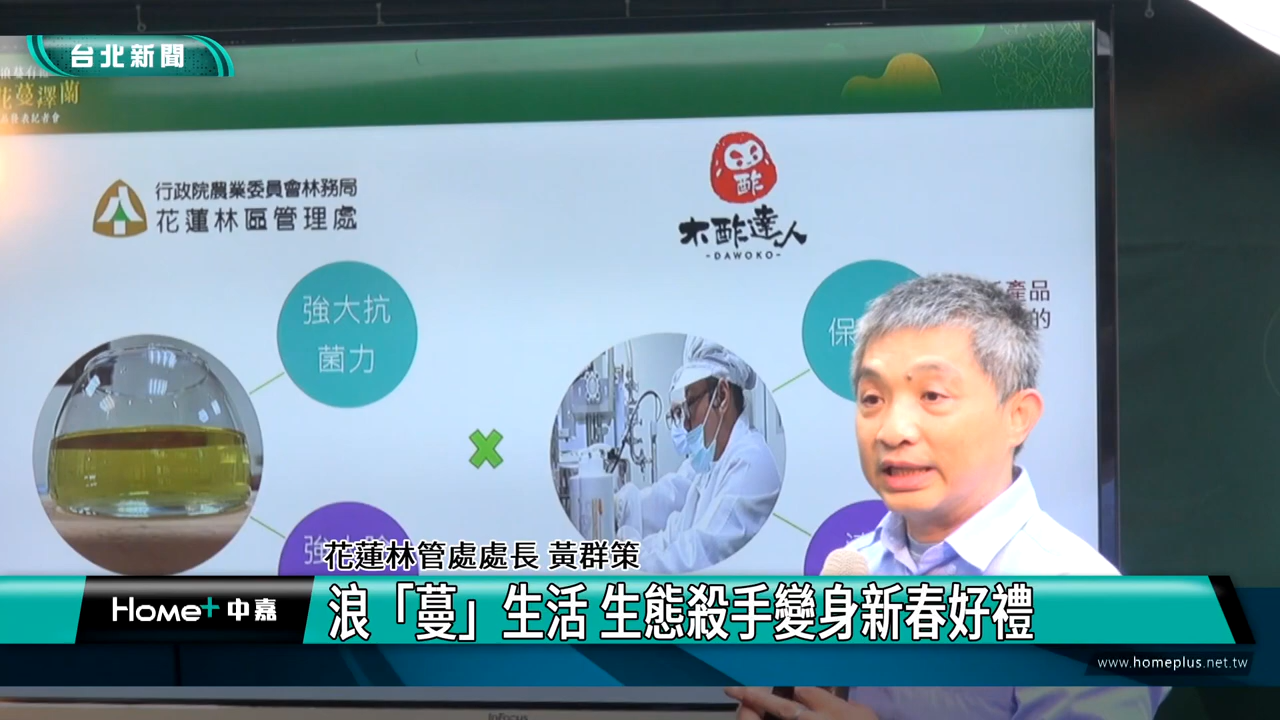 台北新聞
花蔓澤蘭
行政院農業委員會林務局
花蓮林區管理處
酢
木酢達人
-DAWOKO-
強大抗
菌力
產品
保
的
強
花蓮林管處處長 黃群策
Home+ 中嘉
浪「蔓」生活 生態殺手變身新春好禮
www.homeplus.net.tw
InFocus